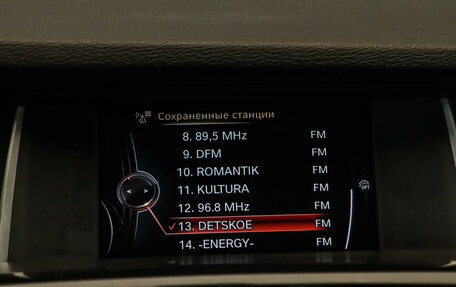 Сохраненные станции
8. 89,5 MHz FM
9. DFM FM
10. ROMANTIK FM
11. KULTURA FM
12. 96.8 MHz FM
13. DETSKOE FM
14. -ENERGY- FM